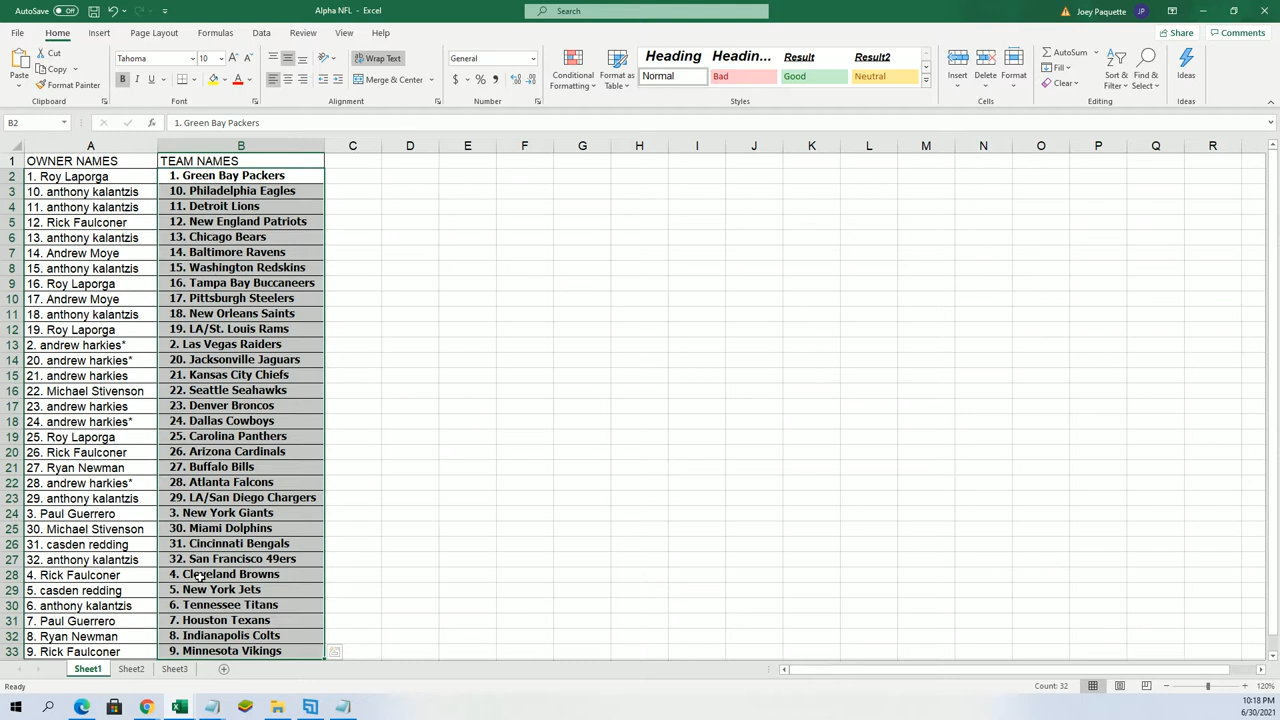 AutoSave Off
Alpha NFL - Excel
Search
Joey Paquette JP
File Home Insert Page Layout Formulas Data Review View Help
Share Comments
Paste Cut Copy Format Painter
Tahoma 10
B I U
Wrap Text
Merge & Center
General
$ % 9
Conditional Formatting Format as Table
Heading Headin... Result Result2
Normal Bad Good Neutral
Insert Delete Format
AutoSum
Fill
Clear
Sort & Filter Find & Select
Ideas
Clipboard Font Alignment Number Styles Cells Editing Ideas
B2 fx 1. Green Bay Packers
A B C D E F G H I J K L M N O P Q R
1 OWNER NAMES TEAM NAMES
2 1. Roy Laporga 1. Green Bay Packers
3 10. anthony kalantzis 10. Philadelphia Eagles
4 11. anthony kalantzis 11. Detroit Lions
5 12. Rick Faulconer 12. New England Patriots
6 13. anthony kalantzis 13. Chicago Bears
7 14. Andrew Moye 14. Baltimore Ravens
8 15. anthony kalantzis 15. Washington Redskins
9 16. Roy Laporga 16. Tampa Bay Buccaneers
10 17. Andrew Moye 17. Pittsburgh Steelers
11 18. anthony kalantzis 18. New Orleans Saints
12 19. Roy Laporga 19. LA/St. Louis Rams
13 2. andrew harkies* 2. Las Vegas Raiders
14 20. andrew harkies* 20. Jacksonville Jaguars
15 21. andrew harkies 21. Kansas City Chiefs
16 22. Michael Stivenson 22. Seattle Seahawks
17 23. andrew harkies 23. Denver Broncos
18 24. andrew harkies* 24. Dallas Cowboys
19 25. Roy Laporga 25. Carolina Panthers
20 26. Rick Faulconer 26. Arizona Cardinals
21 27. Ryan Newman 27. Buffalo Bills
22 28. andrew harkies* 28. Atlanta Falcons
23 29. anthony kalantzis 29. LA/San Diego Chargers
24 3. Paul Guerrero 3. New York Giants
25 30. Michael Stivenson 30. Miami Dolphins
26 31. casden redding 31. Cincinnati Bengals
27 32. anthony kalantzis 32. San Francisco 49ers
28 4. Rick Faulconer 4. Cleveland Browns
29 5. casden redding 5. New York Jets
30 6. anthony kalantzis 6. Tennessee Titans
31 7. Paul Guerrero 7. Houston Texans
32 8. Ryan Newman 8. Indianapolis Colts
33 9. Rick Faulconer 9. Minnesota Vikings
Sheet1 Sheet2 Sheet3
Ready
Count: 32
120%
10:18 PM
6/30/2021